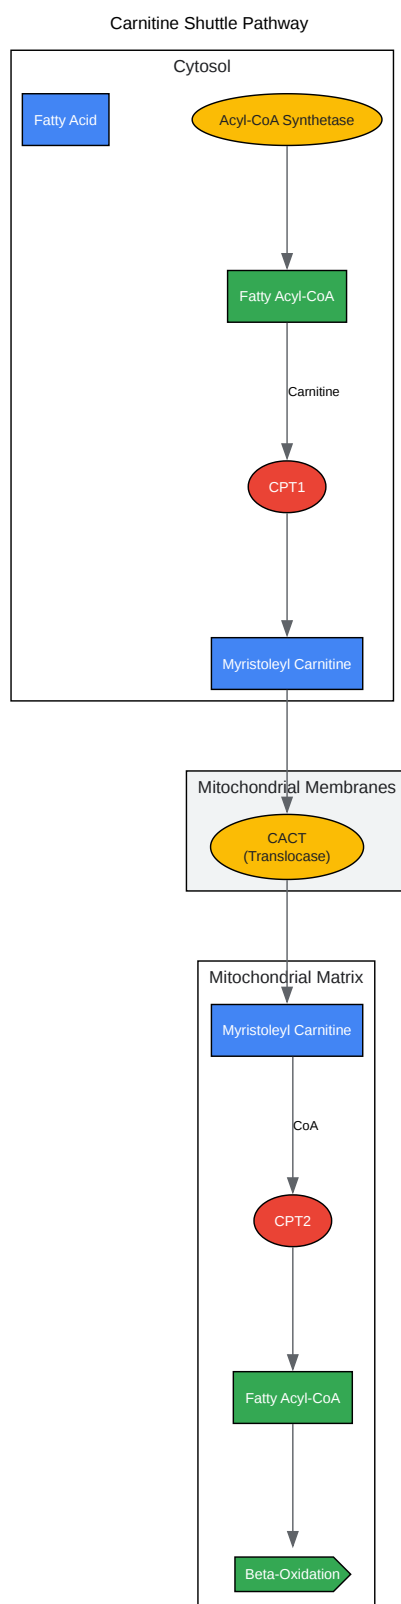 Carnitine Shuttle Pathway
Cytosol
Fatty Acid
Acyl-CoA Synthetase
Fatty Acyl-CoA
Carnitine
CPT1
Myristoleyl Carnitine
Mitochondrial Membranes
CACT
(Translocase)
Mitochondrial Matrix
Myristoleyl Carnitine
CoA
CPT2
Fatty Acyl-CoA
Beta-Oxidation